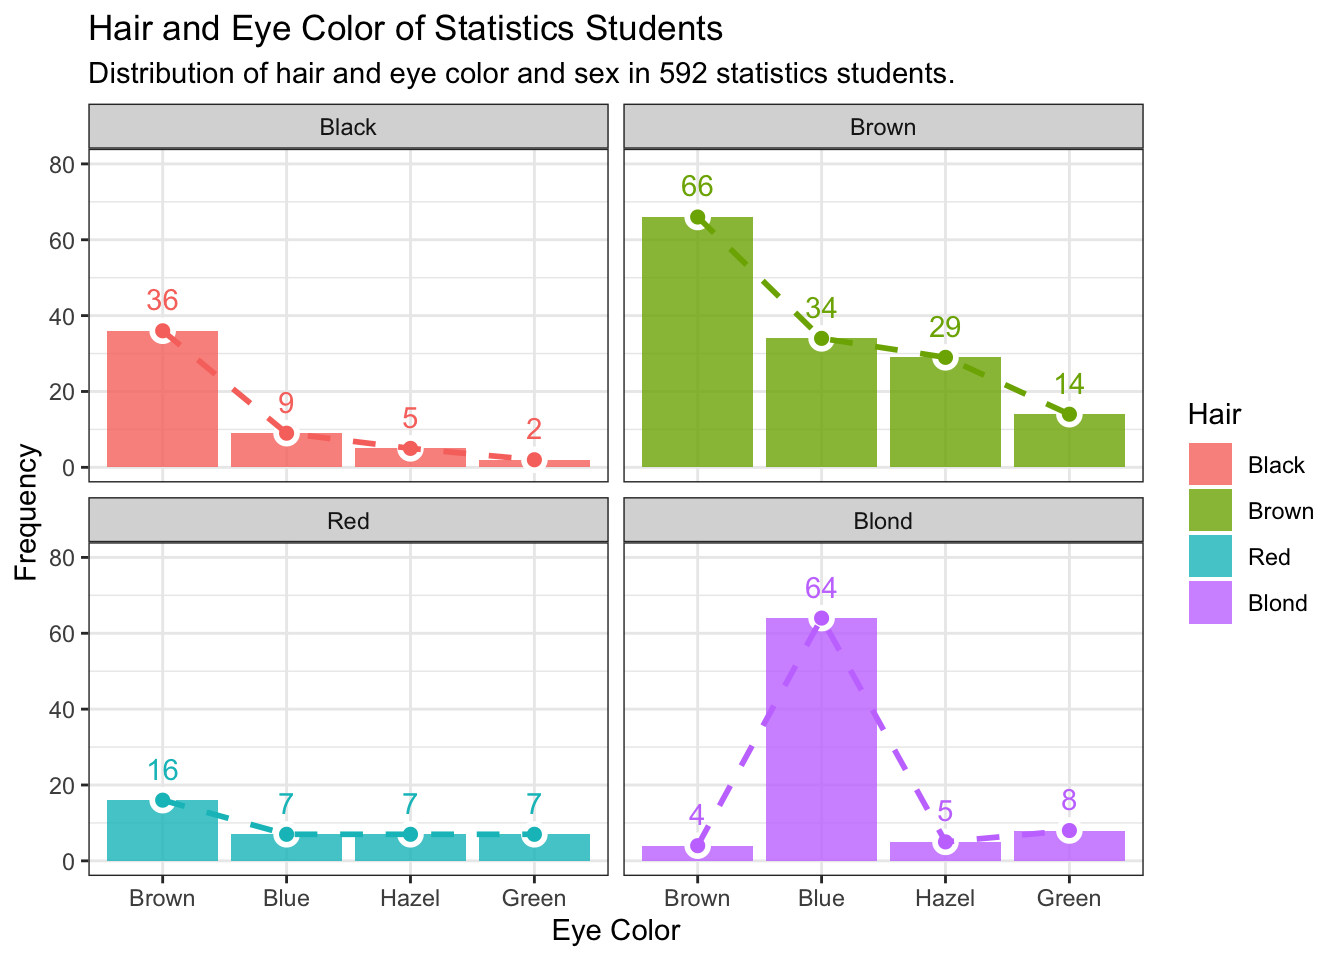 Hair and Eye Color of Statistics Students
Distribution of hair and eye color and sex in 592 statistics students.
Black
Brown
80
60
40
20
0
36
9
5
2
66
34
29
14
Frequency
Red
Blond
80
60
40
20
0
16
7
7
7
4
64
5
8
Brown
Blue
Hazel
Green
Brown
Blue
Hazel
Green
Eye Color
Hair
Black
Brown
Red
Blond